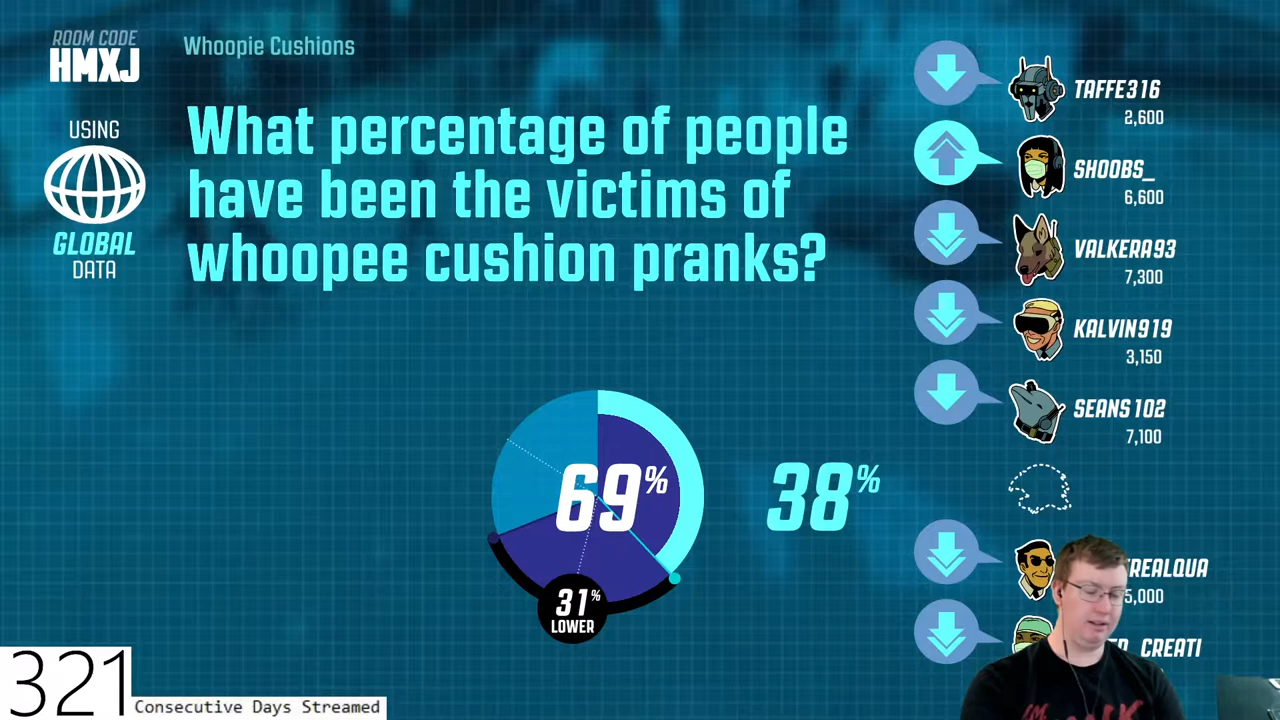 ROOM CODE
HMXJ
USING
GLOBAL
DATA
Whoopie Cushions
What percentage of people
have been the victims of
whoopee cushion pranks?
69%
38%
31%
LOWER
TAFFE316
2,600
SHOOBS_
6,600
VALKERA93
7,300
KALVIN919
3,150
SEANS102
7,100
REALQUA
5,000
CREATI
321
Consecutive Days Streamed